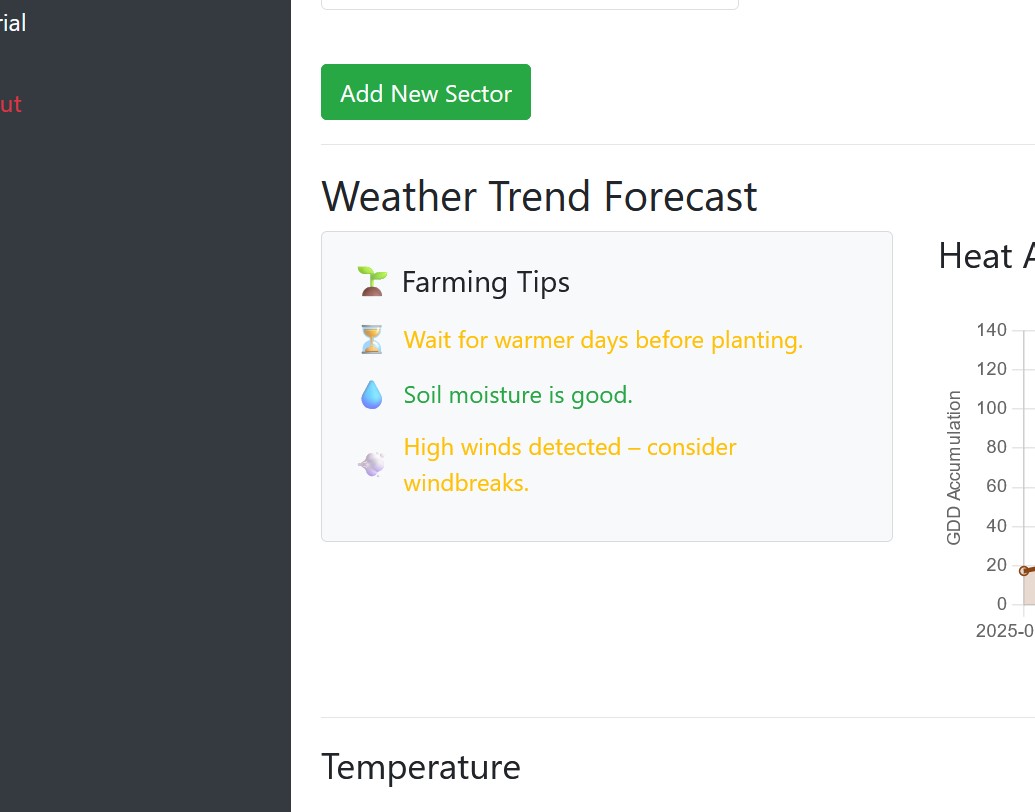 rial
ut
Add New Sector
Weather Trend Forecast
Farming Tips
Wait for warmer days before planting.
Soil moisture is good.
High winds detected – consider
windbreaks.
Heat A
GDD Accumulation
140
120
100
80
60
40
20
0
2025-0
Temperature